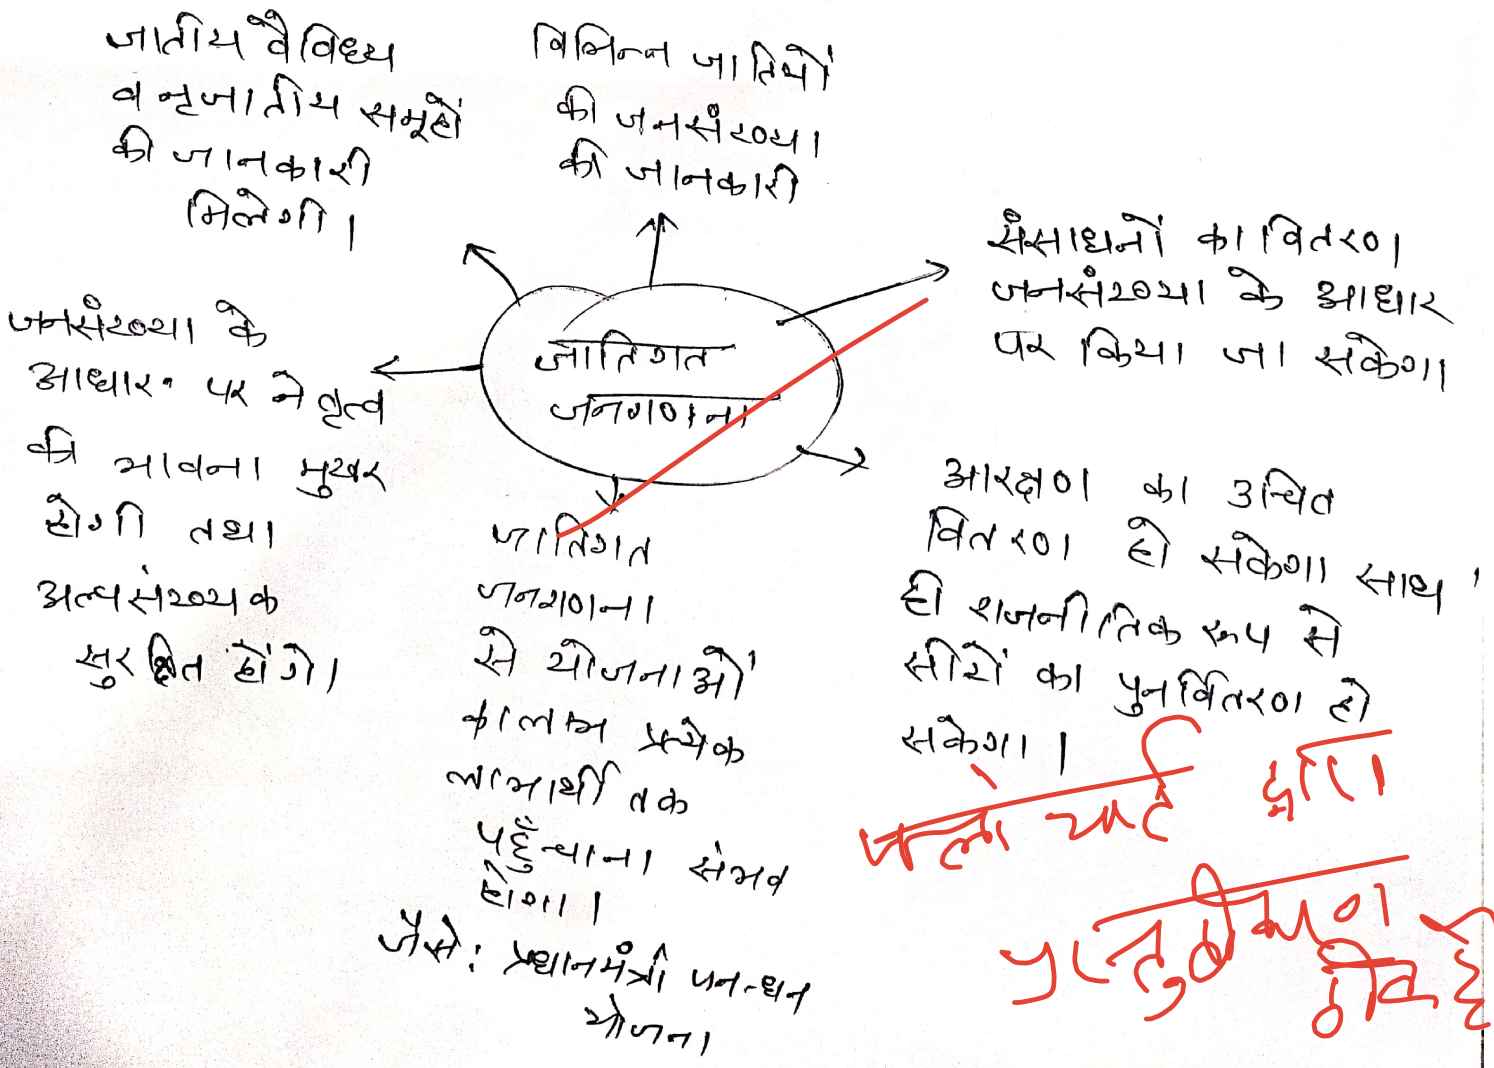 जातीय वैविध्य
व नृजातीय समूहों
की जानकारी
मिलेगी।
विभिन्न जातियों
की जनसंख्या
की जानकारी
संसाधनों का वितरण
जनसंख्या के आधार
पर किया जा सकेगा
जातिगत
जनगणना
जनसंख्या के
आधार पर नेतृत्व
की भावना मुखर
होगी तथा
अल्पसंख्यक
सुरक्षित होंगे।
जातिगत
जनगणना
से योजनाओं
का लाभ प्रत्येक
लाभार्थी तक
पहुँचाना संभव
होगा।
जैसे: प्रधानमंत्री जन-धन
योजना
आरक्षण का उचित
वितरण हो सकेगा साथ
ही राजनीतिक रूप से
सीटों का पुनर्वितरण हो
सकेगा।
फ्लो चार्ट द्वारा
प्रस्तुतीकरण
ठीक है